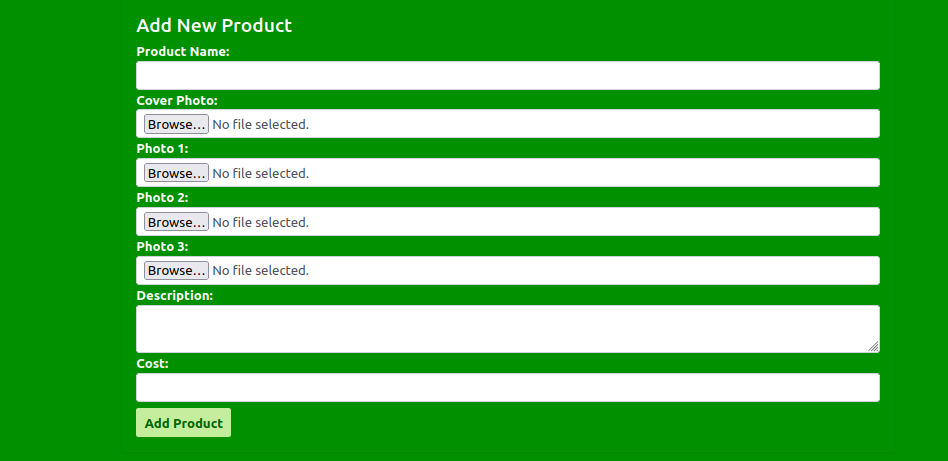 Add New Product
Product Name:
Cover Photo:
Browse... No file selected.
Photo 1:
Browse... No file selected.
Photo 2:
Browse... No file selected.
Photo 3:
Browse... No file selected.
Description:
Cost:
Add Product